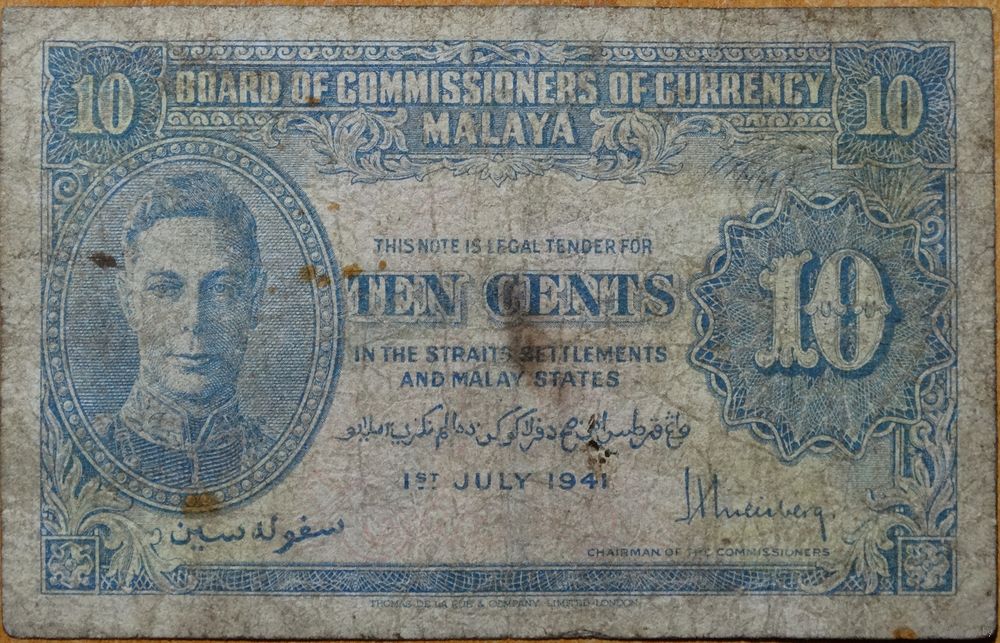 10 BOARD OF COMMISSIONERS OF CURRENCY 10
MALAYA
THIS NOTE IS LEGAL TENDER FOR
TEN CENTS
10
IN THE STRAITS SETTLEMENTS
AND MALAY STATES
1ST JULY 1941
سفوله سين
CHAIRMAN OF THE COMMISSIONERS
THOMAS DE LA RUE & COMPANY, LIMITED, LONDON.